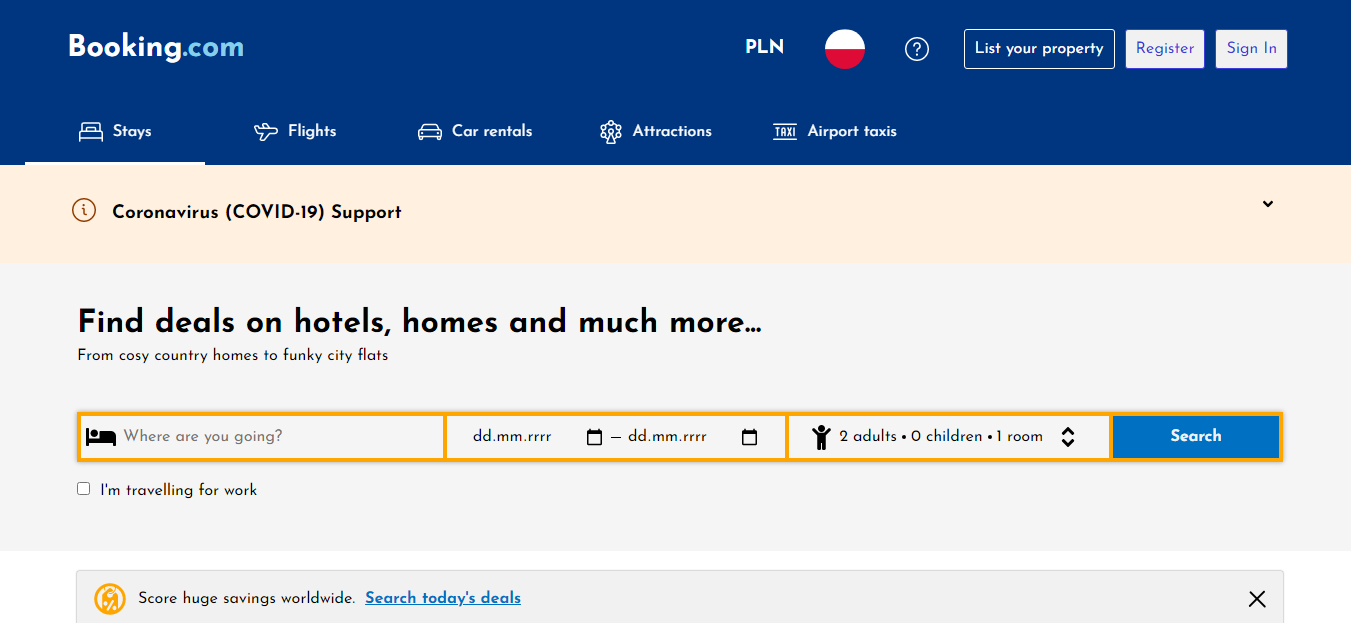 Booking.com
PLN
List your property
Register
Sign In
Stays
Flights
Car rentals
Attractions
TAXI
Airport taxis
Coronavirus (COVID-19) Support
Find deals on hotels, homes and much more...
From cosy country homes to funky city flats
Where are you going?
dd.mm.rrrr — dd.mm.rrrr
2 adults • 0 children • 1 room
Search
I'm travelling for work
Score huge savings worldwide. Search today's deals